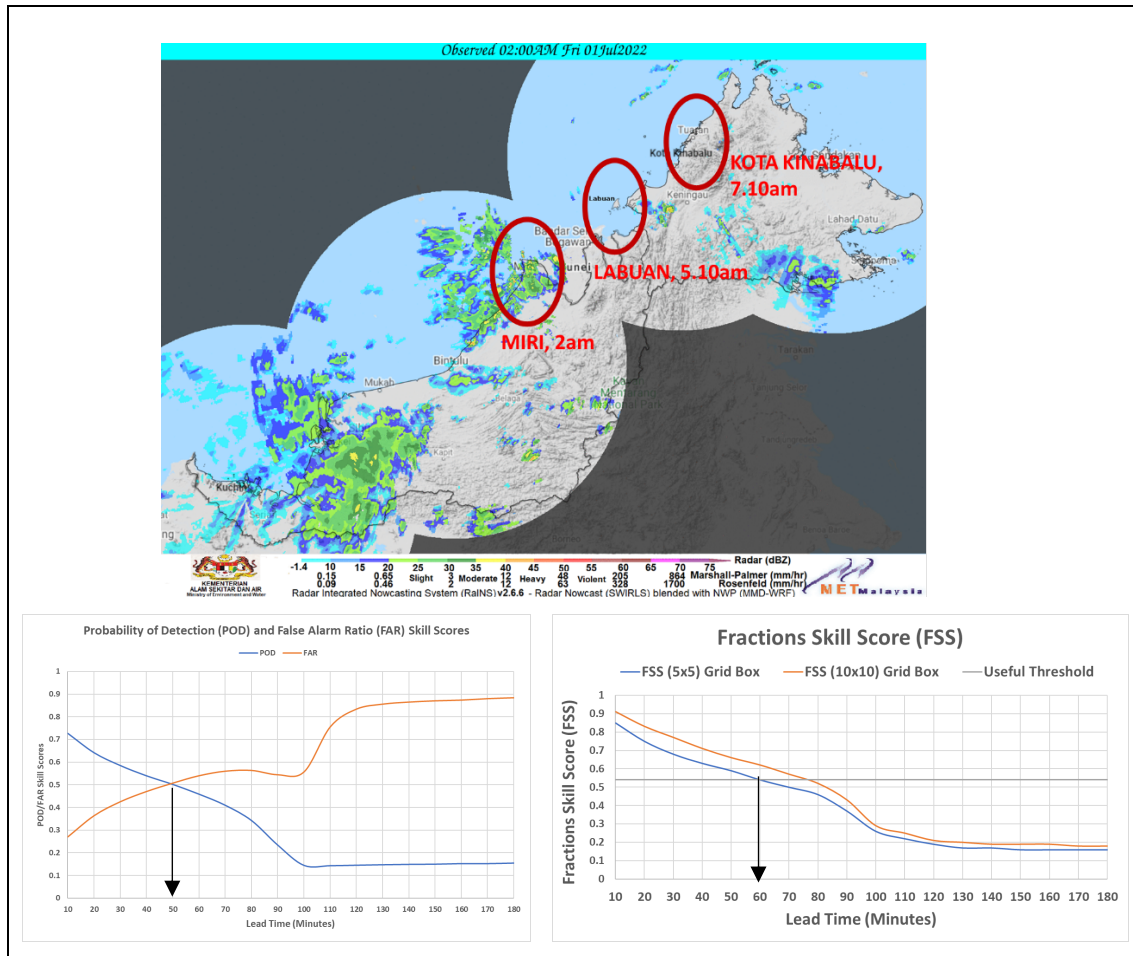 Observed 02:00AM Fri 01Jul2022
Tuaran
Kota Kinabalu
KOTA KINABALU,
7.10am
Sandakan
Labuan
Keningau
Lahad Datu
Bandar Seri
Begawan
Semporna
LABUAN, 5.10am
MIRI, 2am
Bintulu
Tarakan
Mukah
Belaga
National Park
Kapit
Kuching
-1.4 10 15 20 25 30 35 40 45 50 55 60 65 70 75 Radar (dBZ)
0.15 0.65 Slight 3 Moderate 12 Heavy 48 Violent 205 864 Marshall-Palmer (mm/hr)
0.09 0.46 2 10 63 328 1700 Rosenfeld (mm/hr)
Radar Integrated Nowcasting System (RaINS) v2.6.6 - Radar Nowcast (SWIRLS) blended with NWP (MMD-WRF)
KEMENTERIAN
ALAM SEKITAR DAN AIR
Ministry of Environment and Water
METMalaysia
Probability of Detection (POD) and False Alarm Ratio (FAR) Skill Scores
POD FAR
POD/FAR Skill Scores
1
0.9
0.8
0.7
0.6
0.5
0.4
0.3
0.2
0.1
0
10 20 30 40 50 60 70 80 90 100 110 120 130 140 150 160 170 180
Lead Time (Minutes)
Fractions Skill Score (FSS)
FSS (5x5) Grid Box FSS (10x10) Grid Box Useful Threshold
Fractions Skill Score (FSS)
1
0.9
0.8
0.7
0.6
0.5
0.4
0.3
0.2
0.1
0
10 20 30 40 50 60 70 80 90 100 110 120 130 140 150 160 170 180
Lead Time (Minutes)